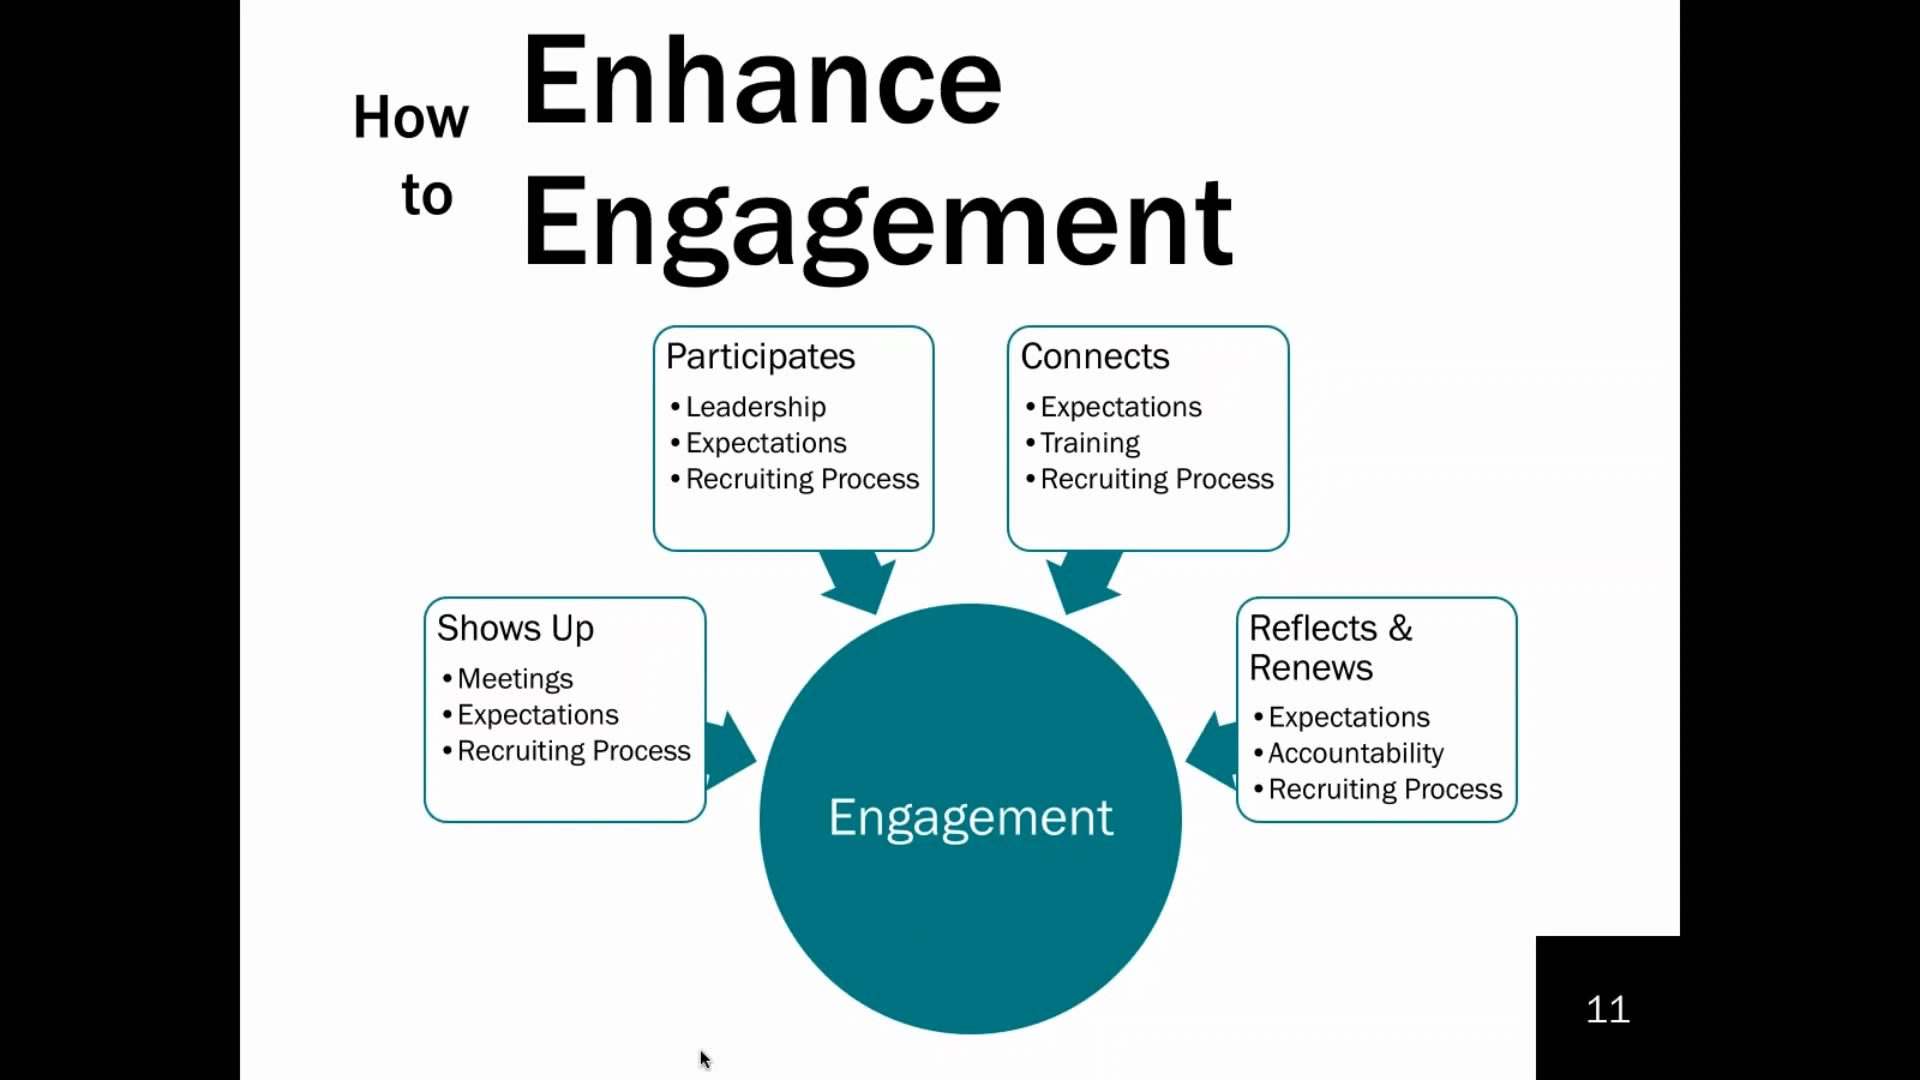 How
to
Enhance
Engagement
Participates
•Leadership
•Expectations
•Recruiting Process
Connects
•Expectations
•Training
•Recruiting Process
Shows Up
•Meetings
•Expectations
•Recruiting Process
Reflects &
Renews
•Expectations
•Accountability
•Recruiting Process
Engagement
11